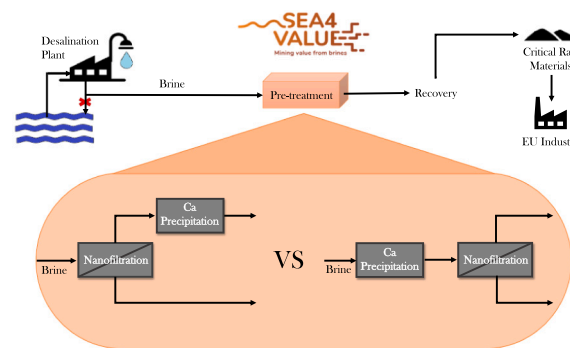 SEA4
VALUE
Mining value from brines
Desalination
Plant
Brine
Pre-treatment
Recovery
Critical Ra
Materials
EU Indust
Ca
Precipitation
Nanofiltration
Brine
VS
Brine
Ca
Precipitation
Nanofiltration